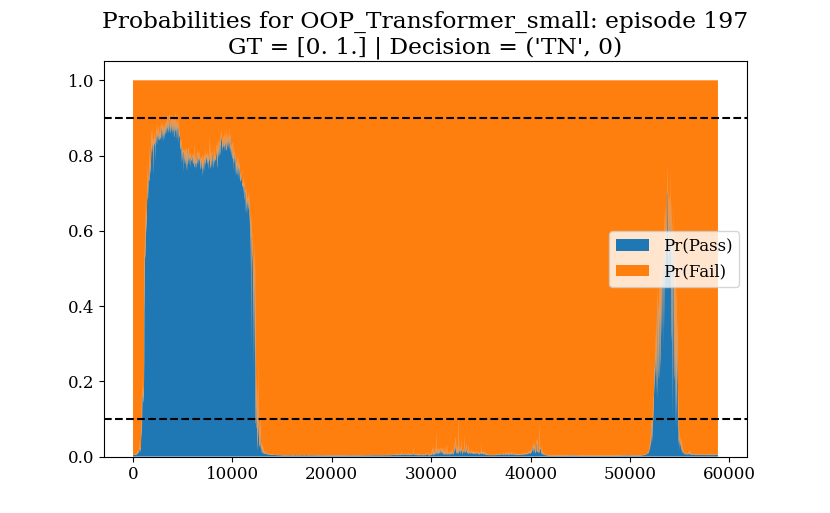 Probabilities for OOP_Transformer_small: episode 197
GT = [0. 1.] | Decision = ('TN', 0)
1.0
0.8
0.6
0.4
0.2
0.0
Pr(Pass)
Pr(Fail)
0 10000 20000 30000 40000 50000 60000